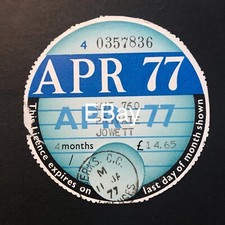 4 0357836
APR 77
760
APR 77
eBay
JOWETT
4 months £14.65
This Licence expires on
last day of month shown
M
77